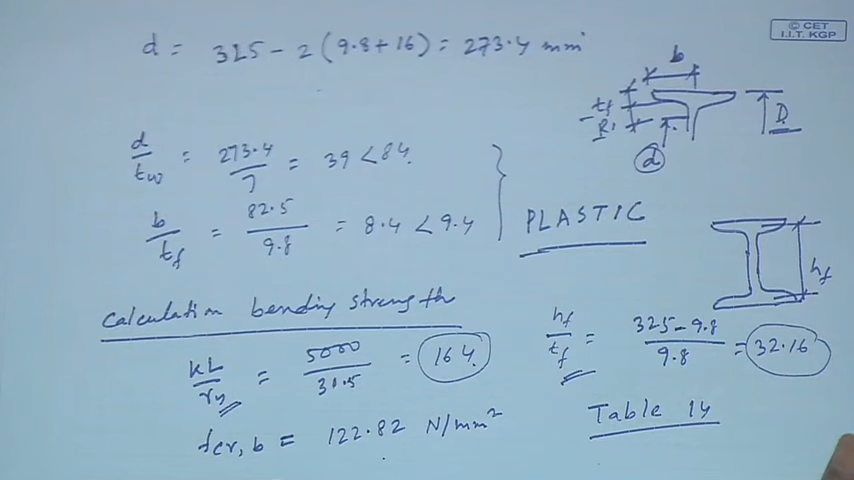 © CET
I.I.T. KGP
d = 325 - 2 (9.8 + 16) = 273.4 mm
b
tf
R1
d
D
d/tw = 273.4/7 = 39 < 84.
b/tf = 82.5/9.8 = 8.4 < 9.4
PLASTIC
hf
Calculation bending strength
KL/ry = 5000/30.5 = 164.
hf/tf = 325-9.8/9.8 = 32.16
fcr,b = 122.82 N/mm²
Table 14